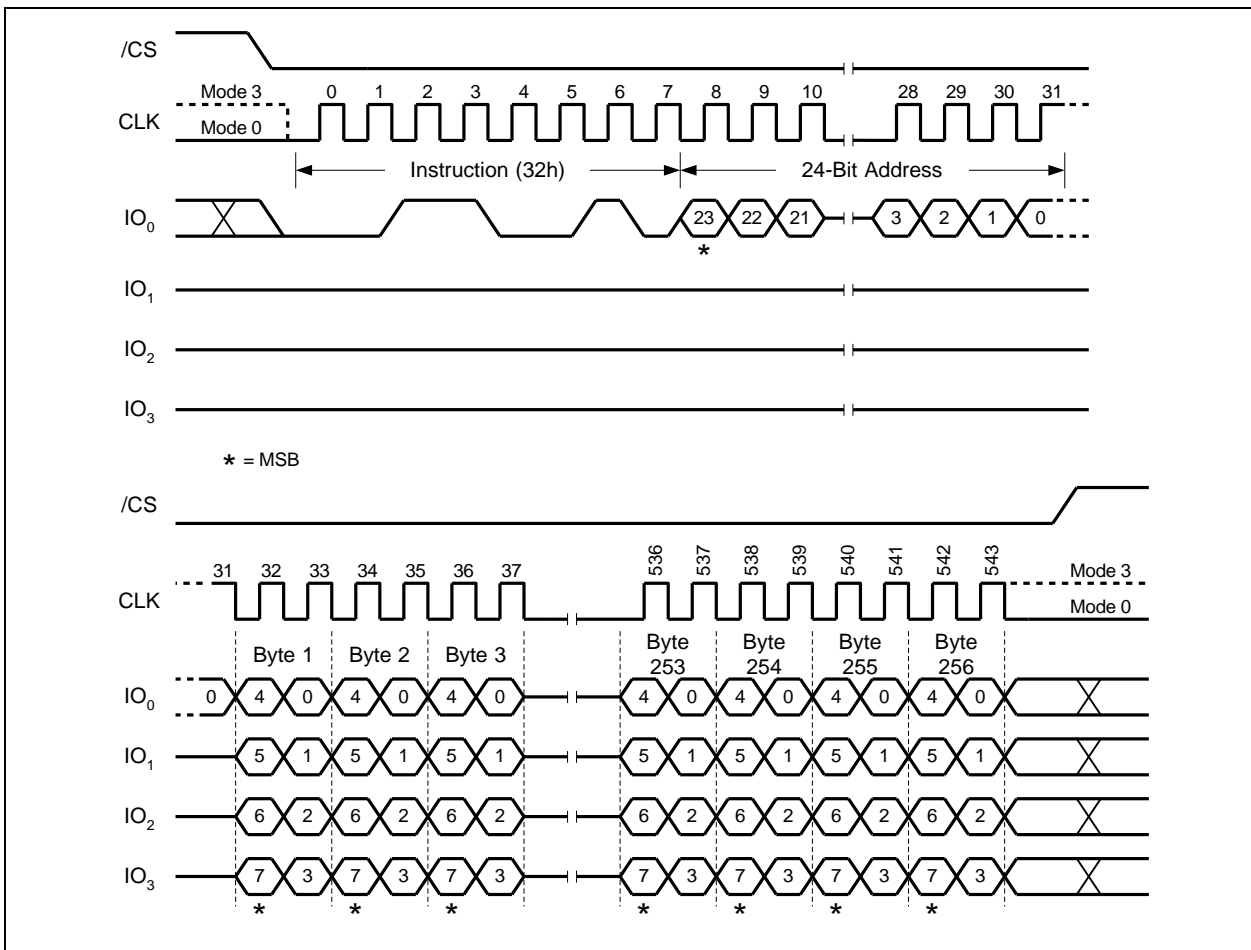 /CS
Mode 3 0 1 2 3 4 5 6 7 8 9 10 28 29 30 31
CLK Mode 0
Instruction (32h) 24-Bit Address
IO0 23 22 21 3 2 1 0
*
IO1
IO2
IO3
* = MSB
/CS
31 32 33 34 35 36 37 536 537 538 539 540 541 542 543 Mode 3
CLK Mode 0
Byte 1 Byte 2 Byte 3 Byte 253 Byte 254 Byte 255 Byte 256
IO0 0 4 0 4 0 4 0 4 0 4 0 4 0 4 0
IO1 5 1 5 1 5 1 5 1 5 1 5 1 5 1
IO2 6 2 6 2 6 2 6 2 6 2 6 2 6 2
IO3 7 3 7 3 7 3 7 3 7 3 7 3 7 3
* * * * * * *